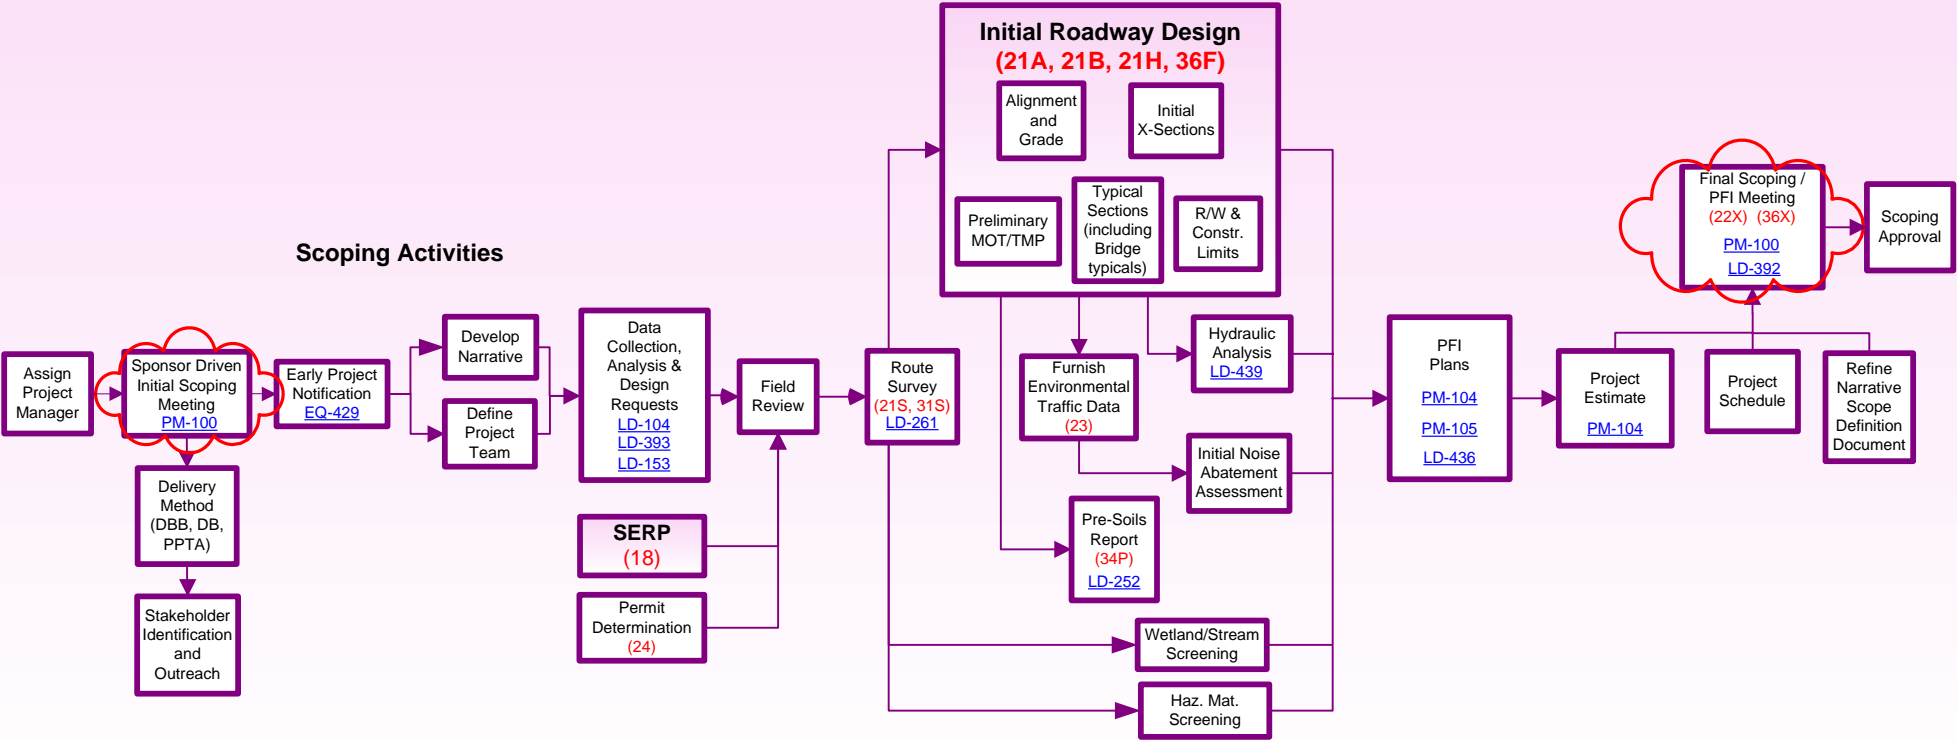 Initial Roadway Design
(21A, 21B, 21H, 36F)
Alignment
and
Grade
Initial
X-Sections
Preliminary
MOT/TMP
Typical
Sections
(including
Bridge
typicals)
R/W &
Constr.
Limits
Scoping Activities
Assign
Project
Manager
Sponsor Driven
Initial Scoping
Meeting
PM-100
Early Project
Notification
EQ-429
Delivery
Method
(DBB, DB,
PPTA)
Stakeholder
Identification
and
Outreach
Develop
Narrative
Define
Project
Team
Data
Collection,
Analysis &
Design
Requests
LD-104
LD-393
LD-153
SERP
(18)
Permit
Determination
(24)
Field
Review
Route
Survey
(21S, 31S)
LD-261
Furnish
Environmental
Traffic Data
(23)
Hydraulic
Analysis
LD-439
Initial Noise
Abatement
Assessment
Pre-Soils
Report
(34P)
LD-252
Wetland/Stream
Screening
Haz. Mat.
Screening
PFI
Plans
PM-104
PM-105
LD-436
Project
Estimate
PM-104
Project
Schedule
Refine
Narrative
Scope
Definition
Document
Final Scoping /
PFI Meeting
(22X) (36X)
PM-100
LD-392
Scoping
Approval